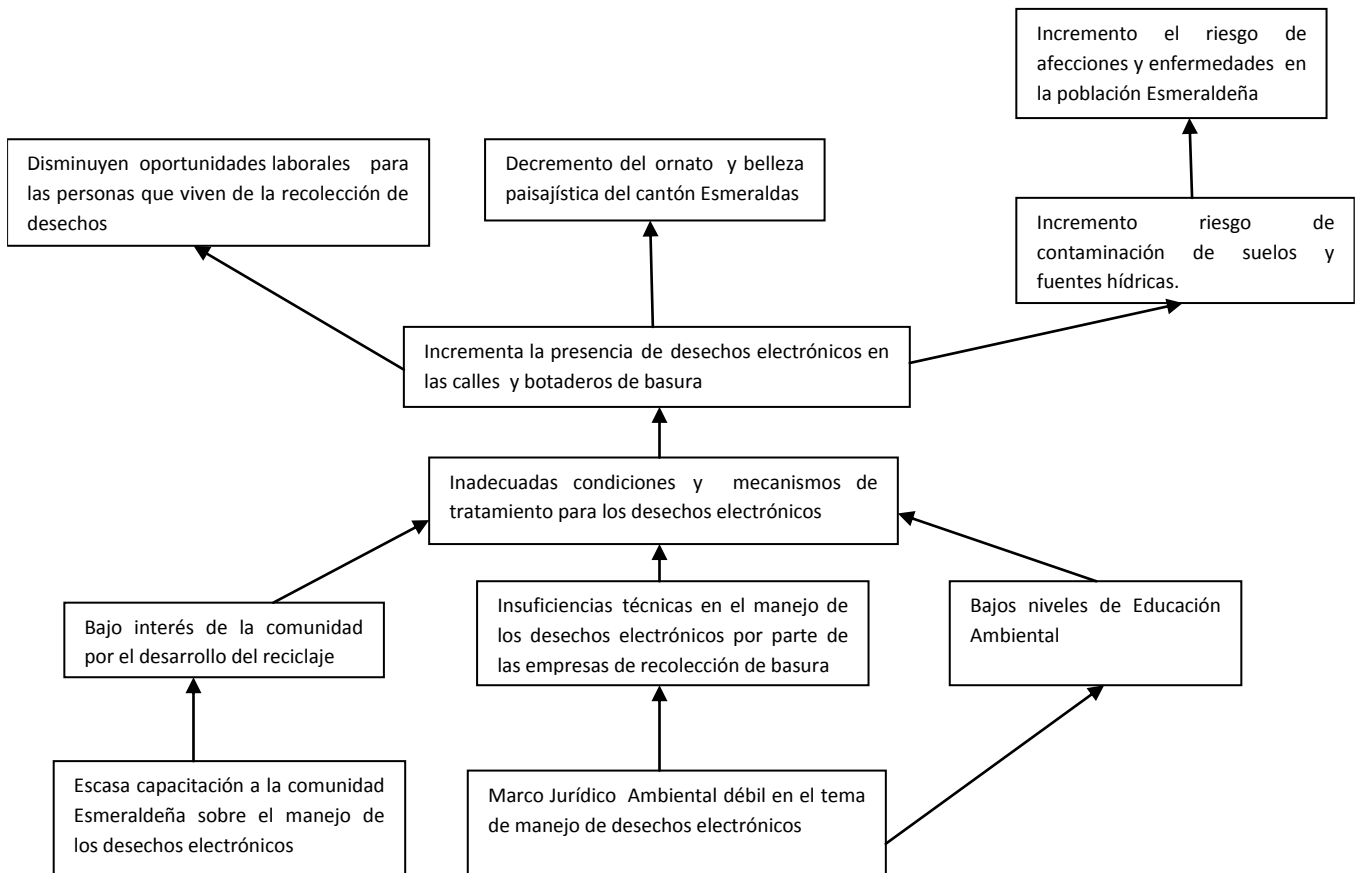 Incremento el riesgo de
afecciones y enfermedades en
la población Esmeraldeña
Disminuyen oportunidades laborales para
las personas que viven de la recolección de
desechos
Decremento del ornato y belleza
paisajística del cantón Esmeraldas
Incremento riesgo de
contaminación de suelos y
fuentes hídricas.
Incrementa la presencia de desechos electrónicos en
las calles y botaderos de basura
Inadecuadas condiciones y mecanismos de
tratamiento para los desechos electrónicos
Bajo interés de la comunidad
por el desarrollo del reciclaje
Insuficiencias técnicas en el manejo de
los desechos electrónicos por parte de
las empresas de recolección de basura
Bajos niveles de Educación
Ambiental
Escasa capacitación a la comunidad
Esmeraldeña sobre el manejo de
los desechos electrónicos
Marco Jurídico Ambiental débil en el tema
de manejo de desechos electrónicos